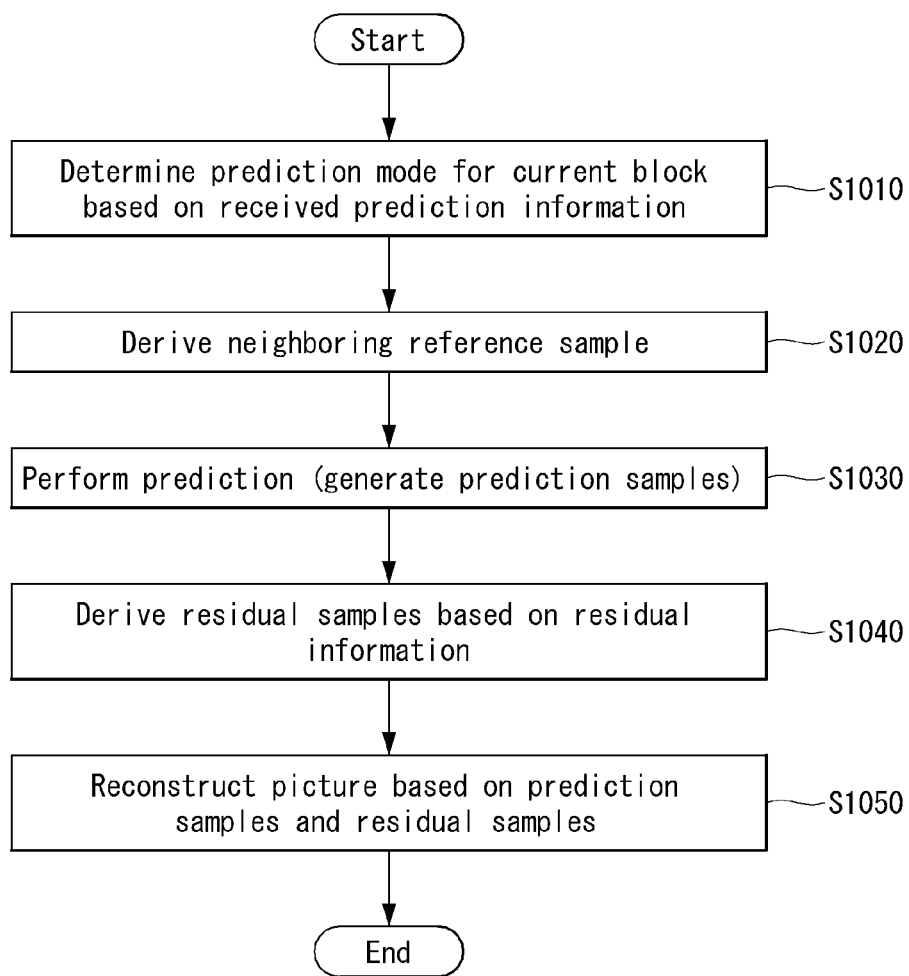 Start
Determine prediction mode for current block
based on received prediction information
S1010
Derive neighboring reference sample
S1020
Perform prediction (generate prediction samples)
S1030
Derive residual samples based on residual
information
S1040
Reconstruct picture based on prediction
samples and residual samples
S1050
End